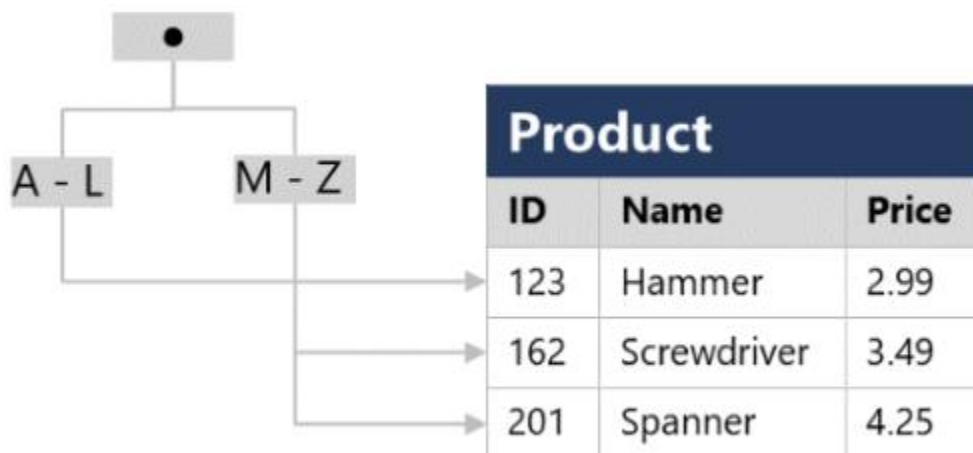 A - L
M - Z
Product
ID Name Price
123 Hammer 2.99
162 Screwdriver 3.49
201 Spanner 4.25